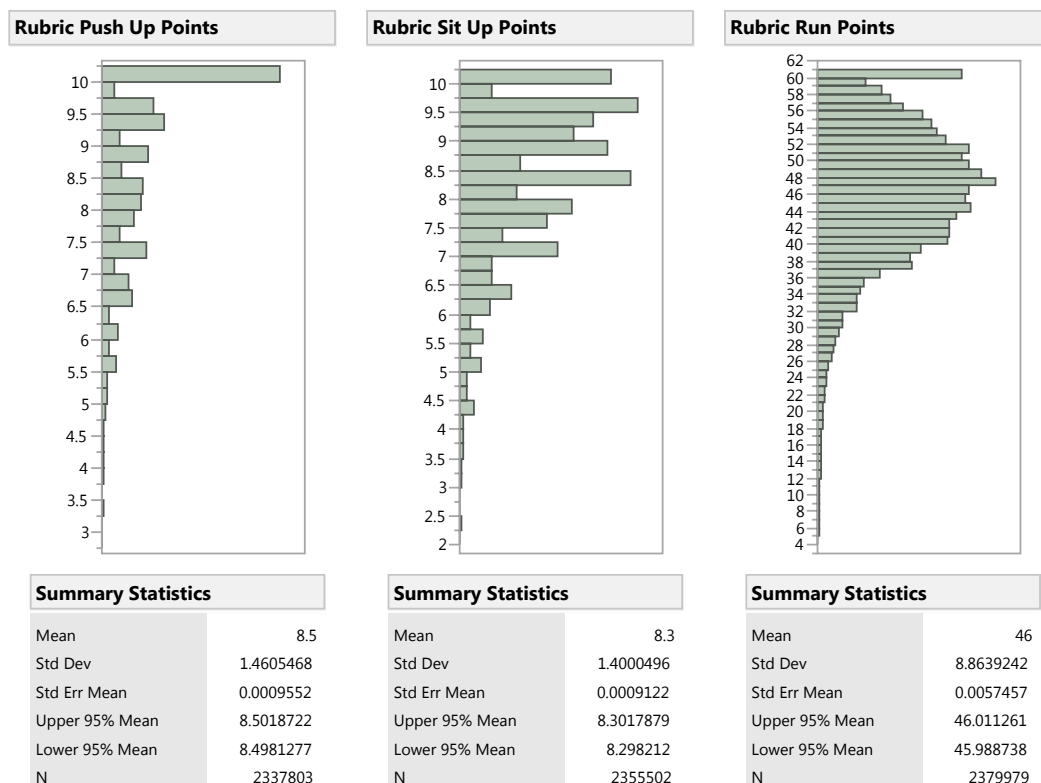 Rubric Push Up Points
10
9.5
9
8.5
8
7.5
7
6.5
6
5.5
5
4.5
4
3.5
3
Summary Statistics
Mean 8.5
Std Dev 1.4605468
Std Err Mean 0.0009552
Upper 95% Mean 8.5018722
Lower 95% Mean 8.4981277
N 2337803
Rubric Sit Up Points
10
9.5
9
8.5
8
7.5
7
6.5
6
5.5
5
4.5
4
3.5
3
2.5
2
Summary Statistics
Mean 8.3
Std Dev 1.4000496
Std Err Mean 0.0009122
Upper 95% Mean 8.3017879
Lower 95% Mean 8.298212
N 2355502
Rubric Run Points
62
60
58
56
54
52
50
48
46
44
42
40
38
36
34
32
30
28
26
24
22
20
18
16
14
12
10
8
6
4
Summary Statistics
Mean 46
Std Dev 8.8639242
Std Err Mean 0.0057457
Upper 95% Mean 46.011261
Lower 95% Mean 45.988738
N 2379979